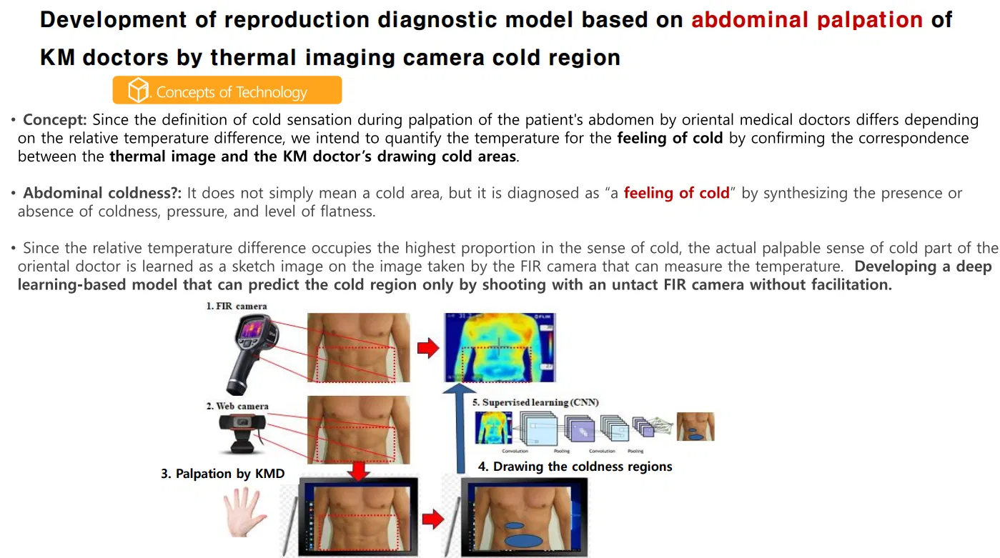 Development of reproduction diagnostic model based on abdominal palpation of
KM doctors by thermal imaging camera cold region
. Concepts of Technology
• Concept: Since the definition of cold sensation during palpation of the patient's abdomen by oriental medical doctors differs depending
on the relative temperature difference, we intend to quantify the temperature for the feeling of cold by confirming the correspondence
between the thermal image and the KM doctor's drawing cold areas.
• Abdominal coldness?: It does not simply mean a cold area, but it is diagnosed as “a feeling of cold” by synthesizing the presence or
absence of coldness, pressure, and level of flatness.
• Since the relative temperature difference occupies the highest proportion in the sense of cold, the actual palpable sense of cold part of the
oriental doctor is learned as a sketch image on the image taken by the FIR camera that can measure the temperature. Developing a deep
learning-based model that can predict the cold region only by shooting with an untact FIR camera without facilitation.
1. FIR camera
2. Web camera
5. Supervised learning (CNN)
Convolution Pooling Convolution Pooling
3. Palpation by KMD
4. Drawing the coldness regions